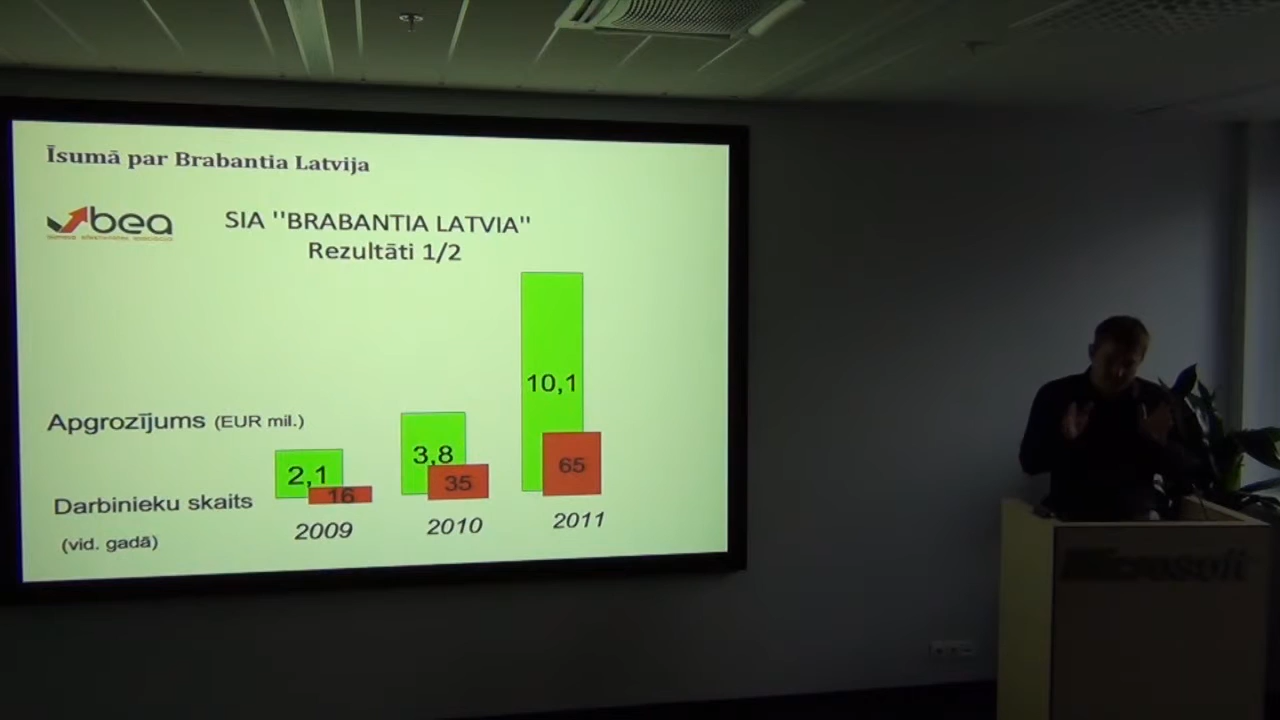 Īsumā par Brabantia Latvija
bea
SIA "BRABANTIA LATVIA"
Rezultāti 1/2
10,1
Apgrozījums (EUR mil.)
2,1
3,8
65
16
35
Darbinieku skaits
2009
2010
2011
(vid. gadā)
Microsoft